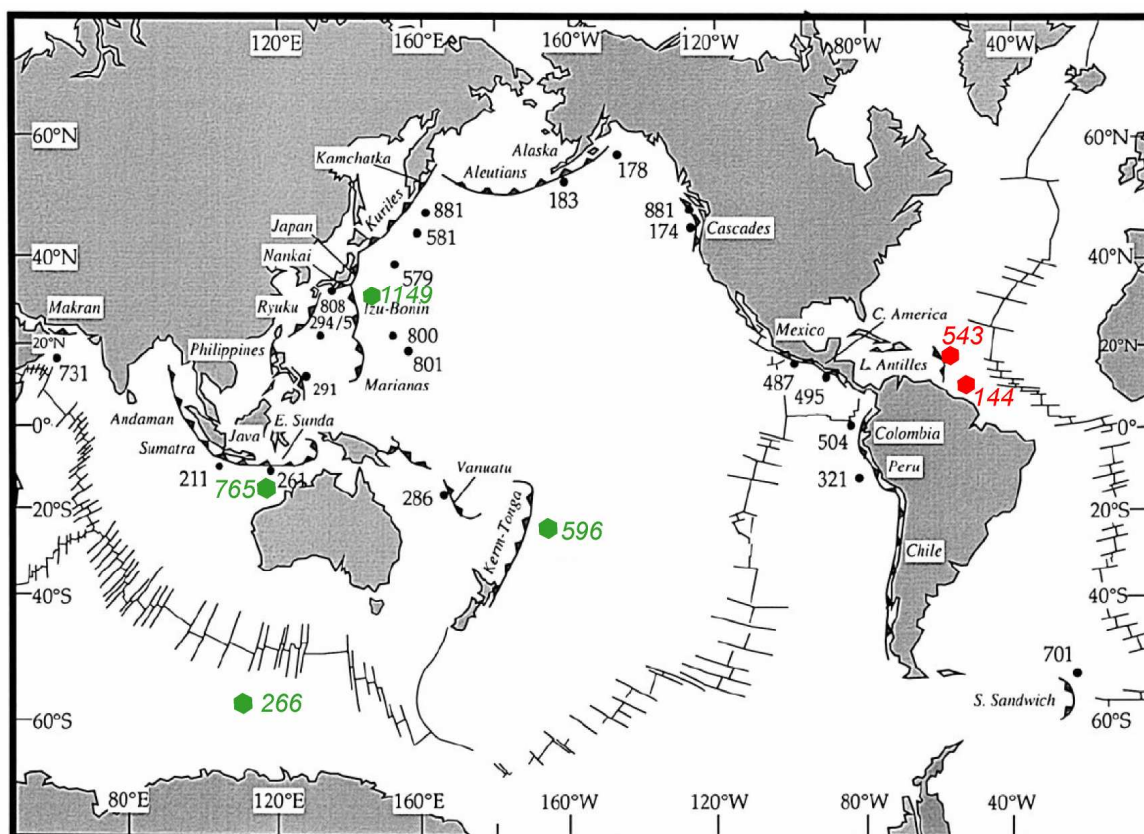 120°E 160°E 160°W 120°W 80°W 40°W
60°N 60°N
Alaska
Kamchatka
Aleutians
178
183
Kuriles
881 881
Japan
581 174 Cascades
40°N 40°N
Nankai
579
1149
Makran
Ryuku
808 Izu-Bonin
294/5
C. America
Mexico
543
20°N 20°N
800
Philippines
801
L. Antilles
731
291
Marianas
487
495
144
Andaman
E. Sunda
0° 0°
Java
504 Colombia
Sumatra
Vanuatu
Peru
211
261
321
765
286
20°S 20°S
Kerm-Tonga
596
Chile
40°S 40°S
701
266
S. Sandwich
60°S 60°S
80°E 120°E 160°E 160°W 120°W 80°W 40°W